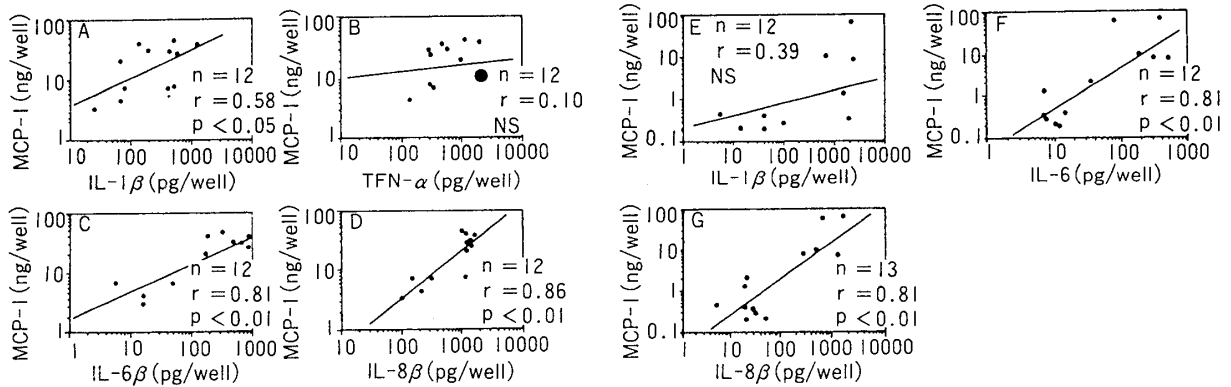 A
MCP-I (ng/well)
100
10
1
n = 12
r = 0.58
p < 0.05
10 100 1000 10000
IL-1β (pg/well)
B
MCP-I (ng/well)
100
10
1
n = 12
r = 0.10
NS
10 100 1000 10000
TFN-α (pg/well)
E
MCP-I (ng/well)
100
10
1
0.1
n = 12
r = 0.39
NS
1 10 100 1000 10000
IL-1β (pg/well)
F
MCP-I (ng/well)
100
10
1
0.1
n = 12
r = 0.81
p < 0.01
1 10 100 1000
IL-6 (pg/well)
C
MCP-I (ng/well)
100
10
1
n = 12
r = 0.81
p < 0.01
1 10 100 1000
IL-6β (pg/well)
D
MCP-I (ng/well)
100
10
1
n = 12
r = 0.86
p < 0.01
10 100 1000 10000
IL-8β (pg/well)
G
MCP-I (ng/well)
100
10
1
0.1
n = 13
r = 0.81
p < 0.01
1 10 100 1000 10000
IL-8β (pg/well)